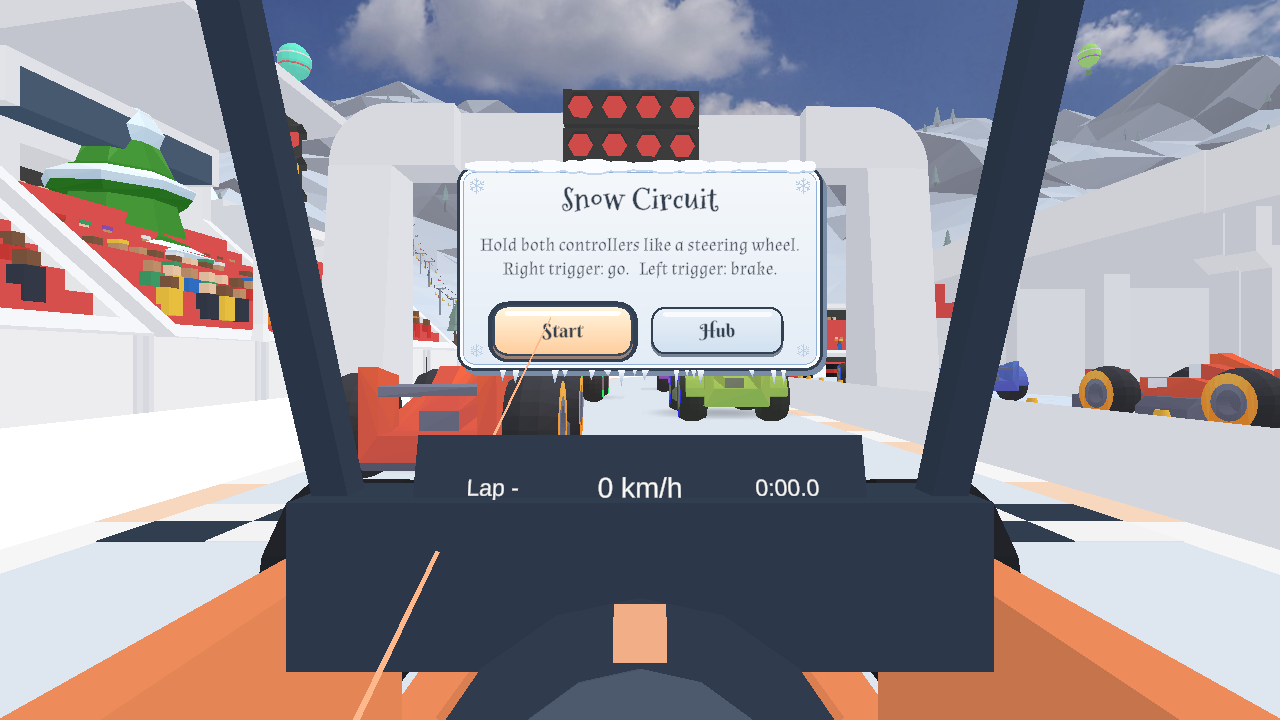 Snow Circuit
Hold both controllers like a steering wheel.
Right trigger: go. Left trigger: brake.
Start Hub
Lap - 0 km/h 0:00.0